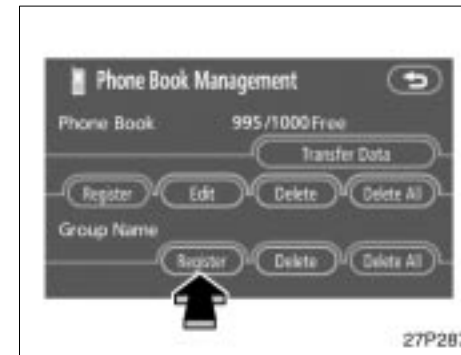 Phone Book Management
Phone Book 995/1000 Free
Transfer Data
Register Edit Delete Delete All
Group Name
Register Delete Delete All
27P287